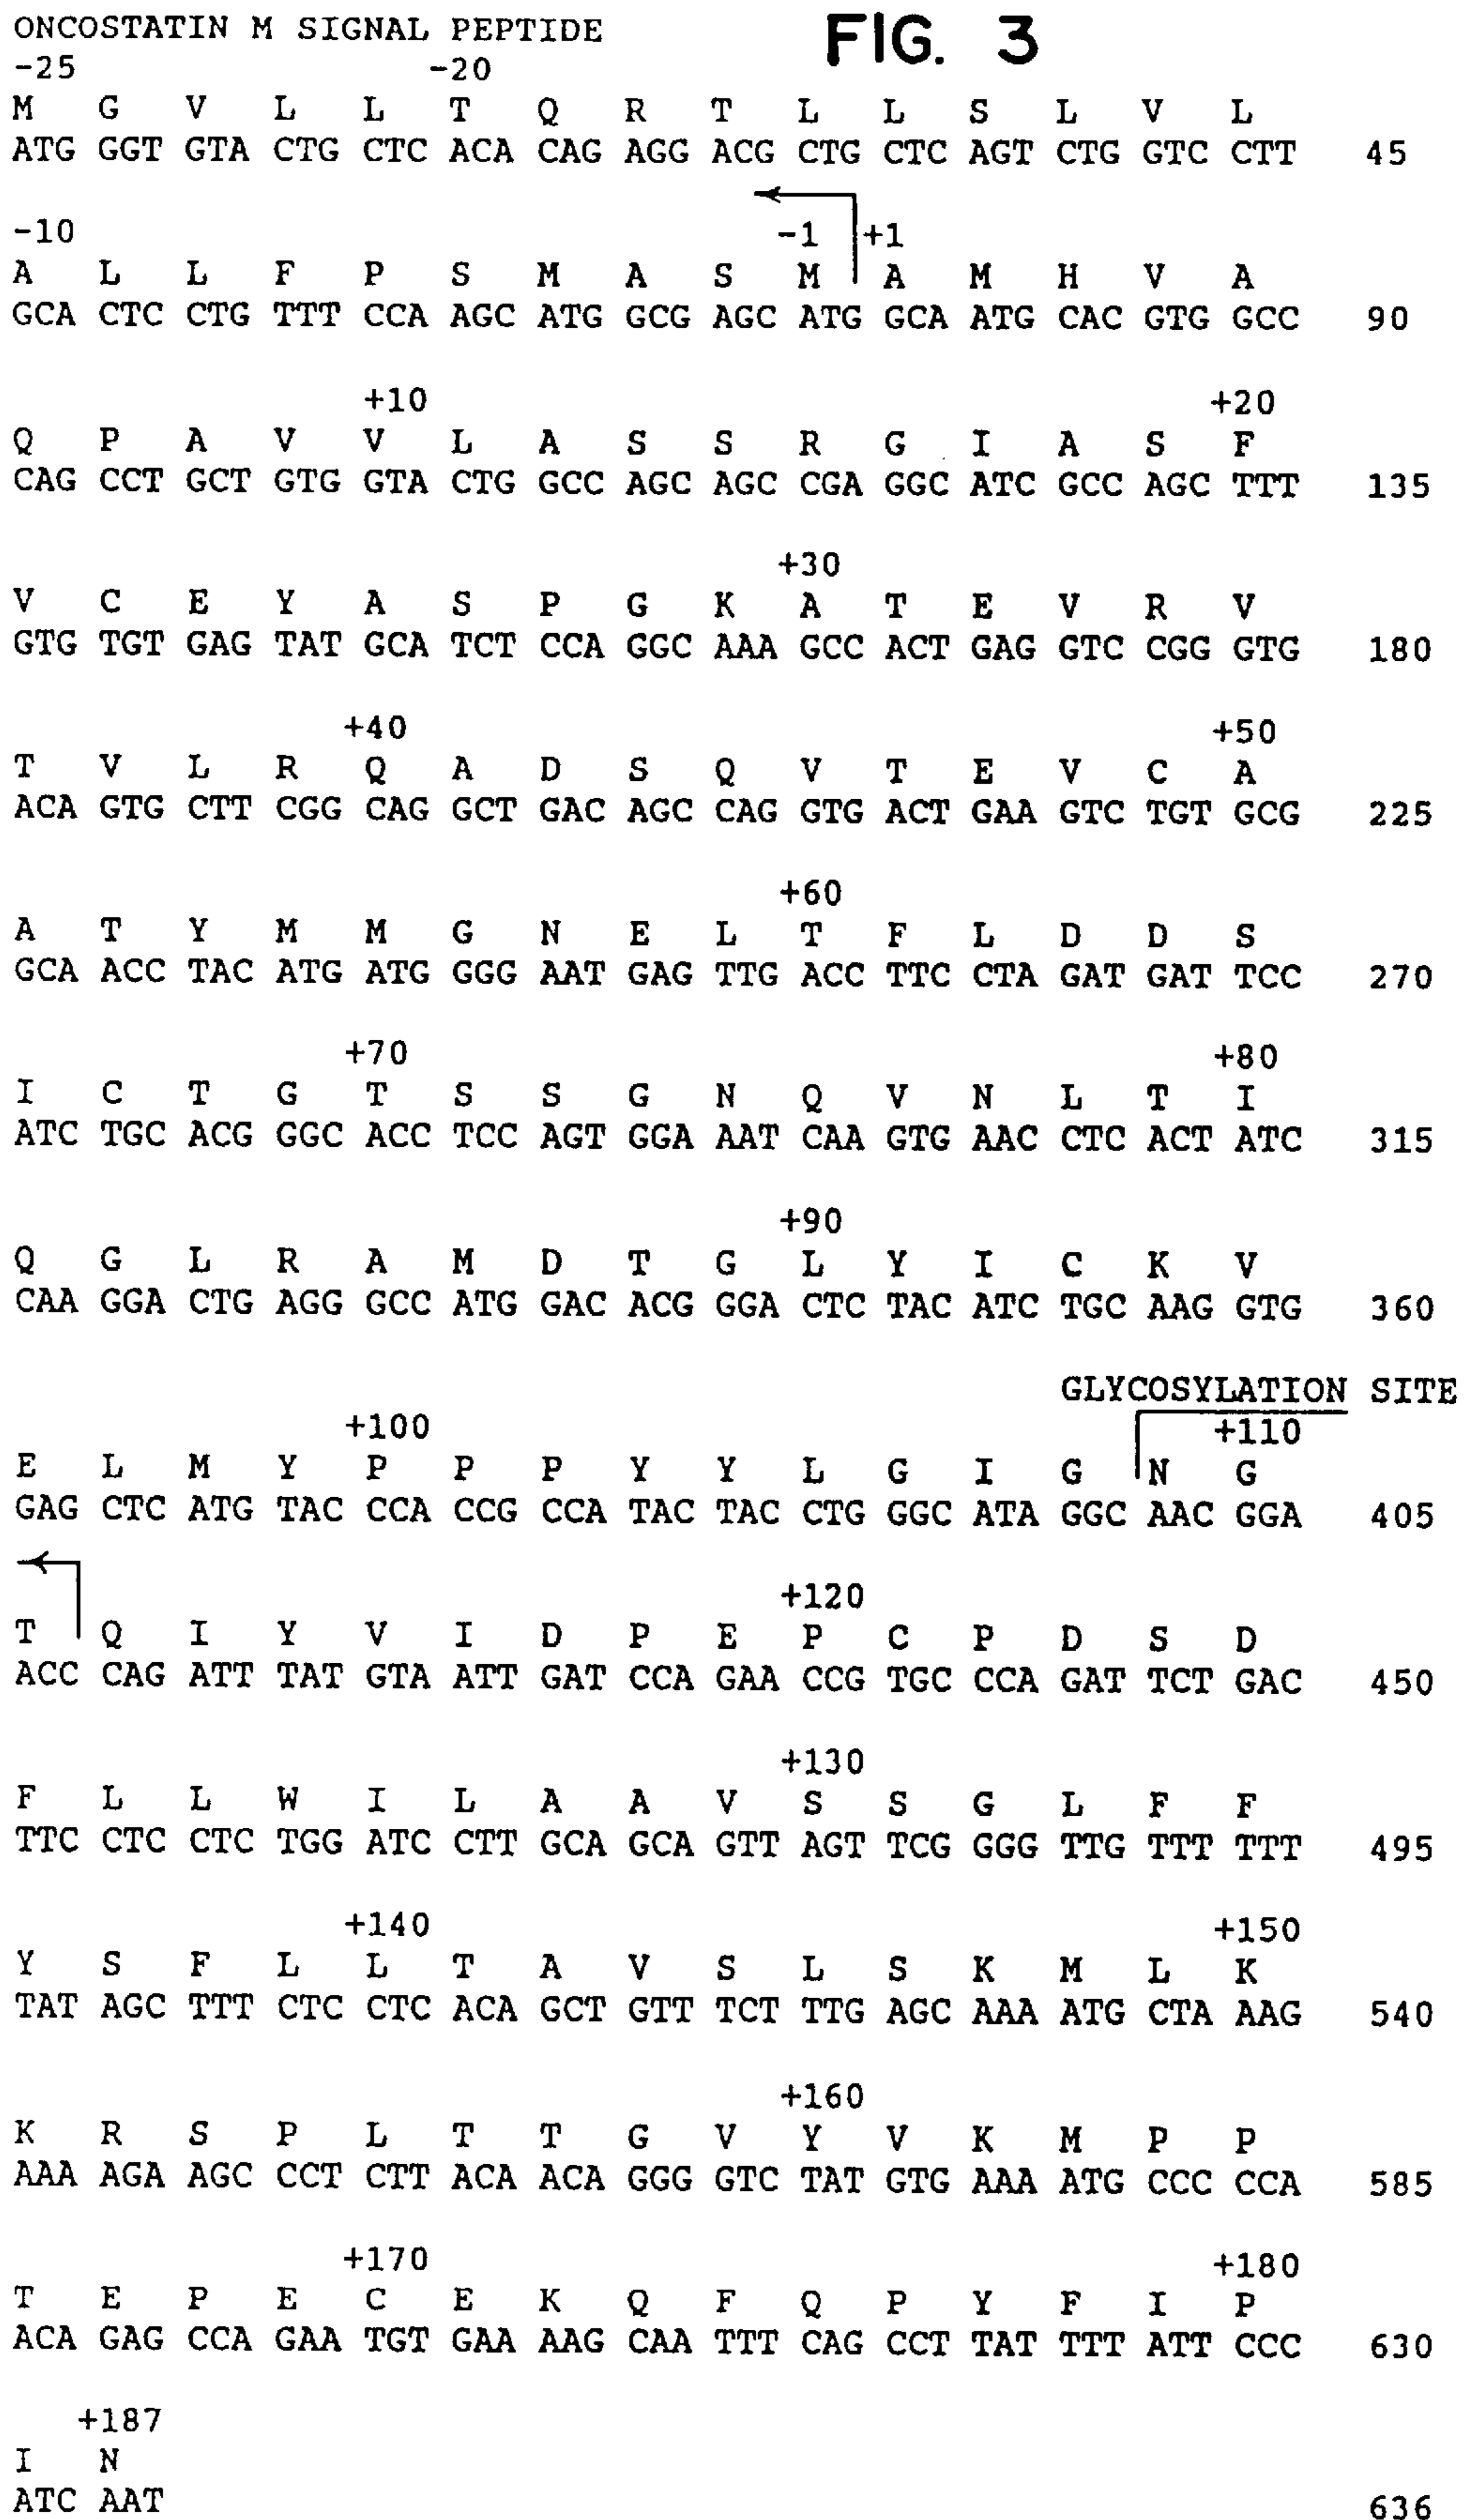 ONCOSTATIN M SIGNAL PEPTIDE FIG. 3
-25 -20
M G V L L T Q R T L L S L V L
ATG GGT GTA CTG CTC ACA CAG AGG ACG CTG CTC AGT CTG GTC CTT 45
-10 -1 +1
A L L F P S M A S M A M H V A
GCA CTC CTG TTT CCA AGC ATG GCG AGC ATG GCA ATG CAC GTG GCC 90
+10 +20
Q P A V V L A S S R G I A S F
CAG CCT GCT GTG GTA CTG GCC AGC AGC CGA GGC ATC GCC AGC TTT 135
+30
V C E Y A S P G K A T E V R V
GTG TGT GAG TAT GCA TCT CCA GGC AAA GCC ACT GAG GTC CGG GTG 180
+40 +50
T V L R Q A D S Q V T E V C A
ACA GTG CTT CGG CAG GCT GAC AGC CAG GTG ACT GAA GTC TGT GCG 225
+60
A T Y M M G N E L T F L D D S
GCA ACC TAC ATG ATG GGG AAT GAG TTG ACC TTC CTA GAT GAT TCC 270
+70 +80
I C T G T S S G N Q V N L T I
ATC TGC ACG GGC ACC TCC AGT GGA AAT CAA GTG AAC CTC ACT ATC 315
+90
Q G L R A M D T G L Y I C K V
CAA GGA CTG AGG GCC ATG GAC ACG GGA CTC TAC ATC TGC AAG GTG 360
GLYCOSYLATION SITE
+100 +110
E L M Y P P P Y Y L G I G N G
GAG CTC ATG TAC CCA CCG CCA TAC TAC CTG GGC ATA GGC AAC GGA 405
+120
T Q I Y V I D P E P C P D S D
ACC CAG ATT TAT GTA ATT GAT CCA GAA CCG TGC CCA GAT TCT GAC 450
+130
F L L W I L A A V S S G L F F
TTC CTC CTC TGG ATC CTT GCA GCA GTT AGT TCG GGG TTG TTT TTT 495
+140 +150
Y S F L L T A V S L S K M L K
TAT AGC TTT CTC CTC ACA GCT GTT TCT TTG AGC AAA ATG CTA AAG 540
+160
K R S P L T T G V Y V K M P P
AAA AGA AGC CCT CTT ACA ACA GGG GTC TAT GTG AAA ATG CCC CCA 585
+170 +180
T E P E C E K Q F Q P Y F I P
ACA GAG CCA GAA TGT GAA AAG CAA TTT CAG CCT TAT TTT ATT CCC 630
+187
I N
ATC AAT 636